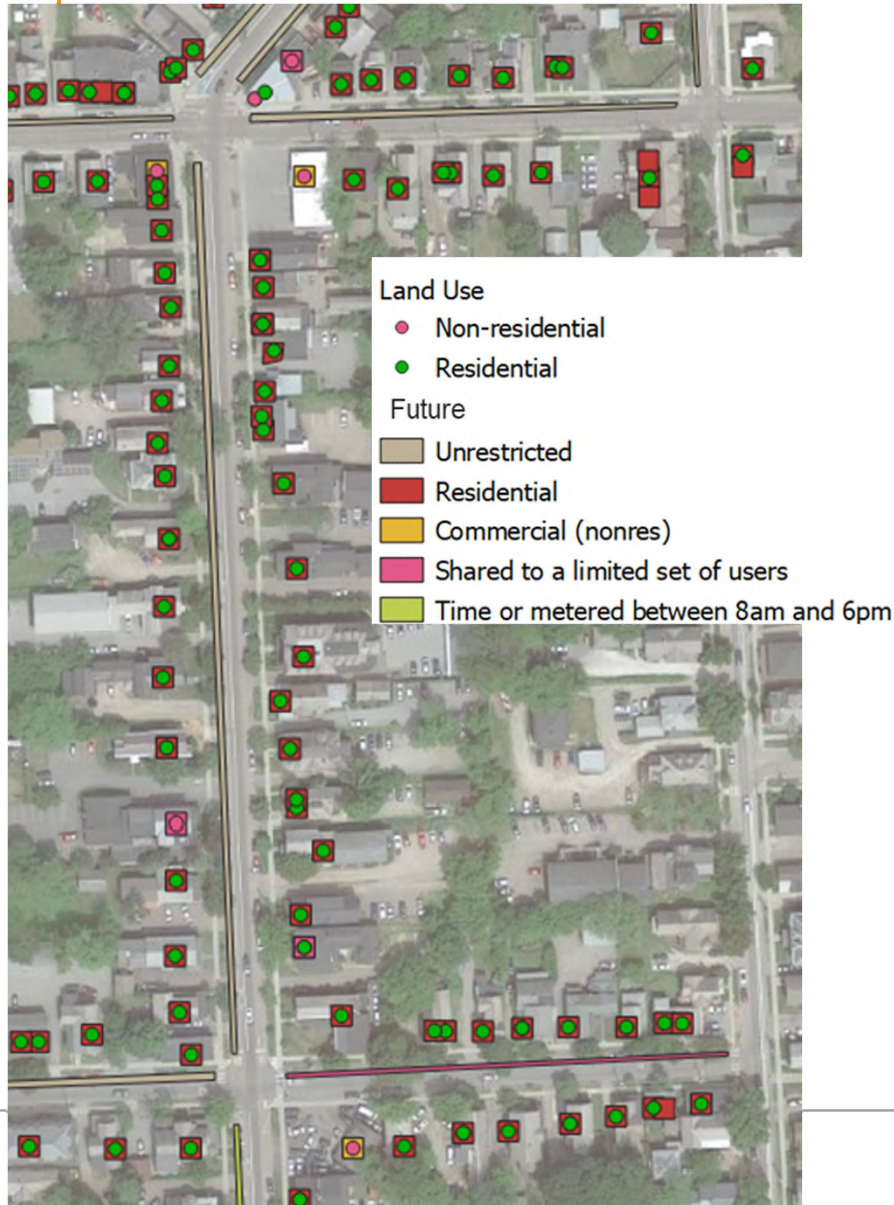 Land Use
Non-residential
Residential
Future
Unrestricted
Residential
Commercial (nonres)
Shared to a limited set of users
Time or metered between 8am and 6pm